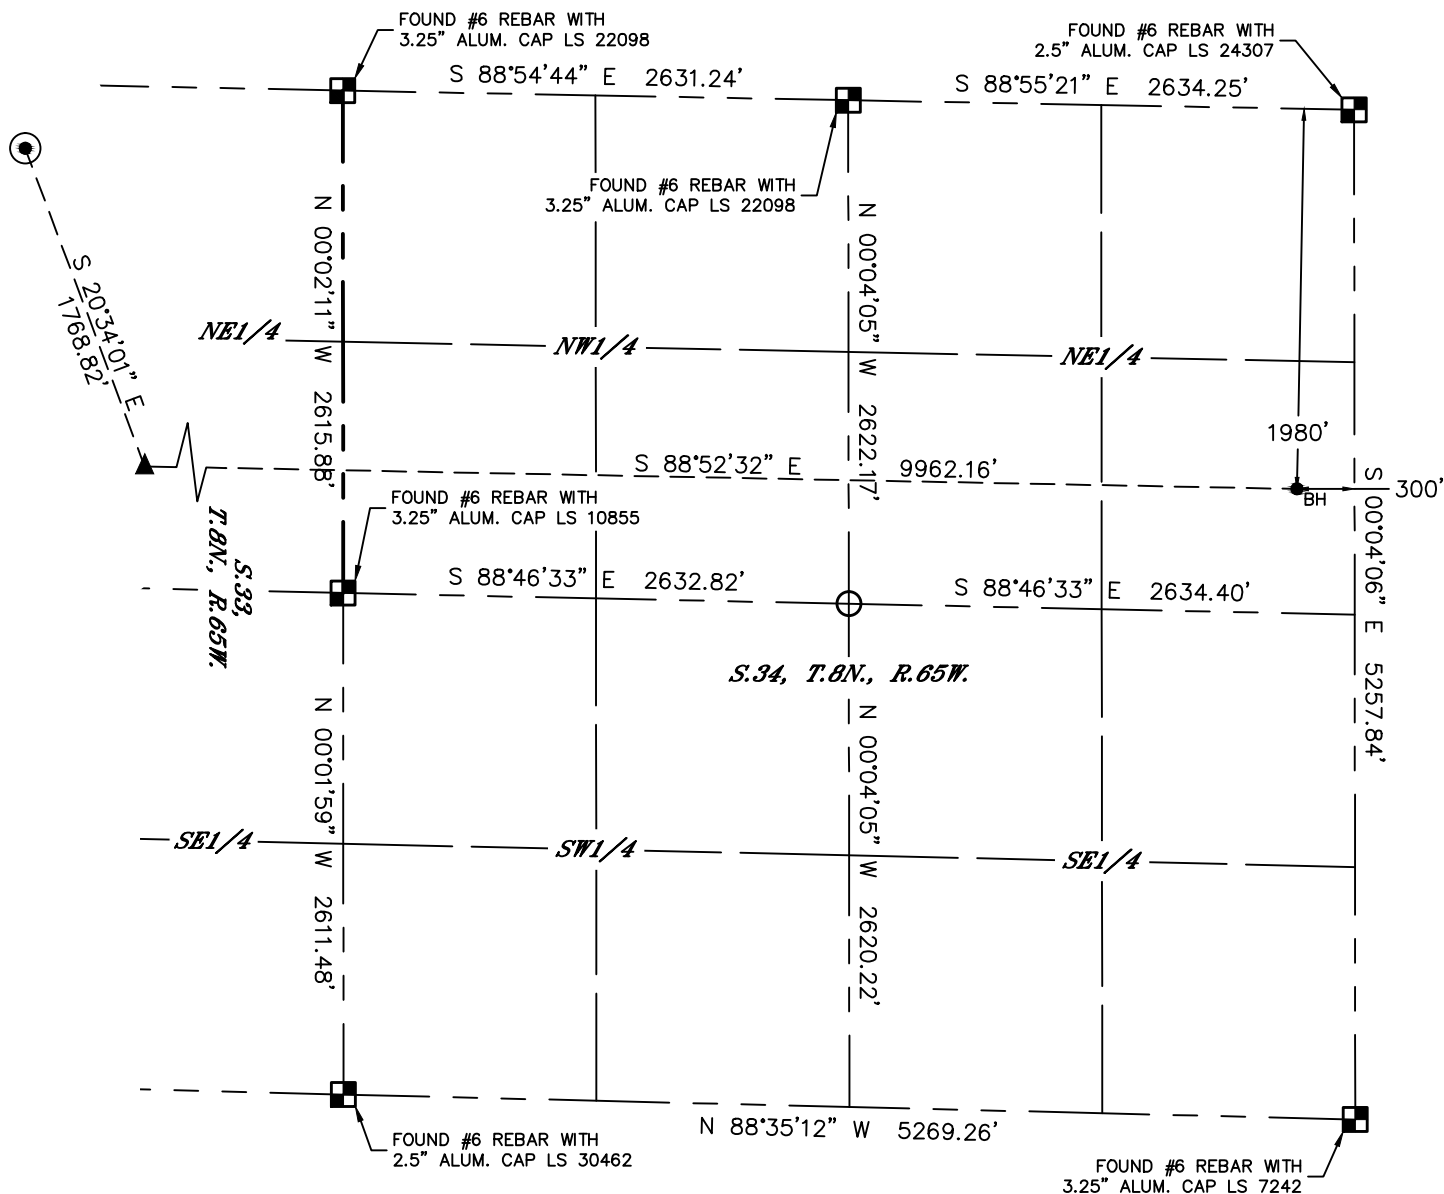 FOUND #6 REBAR WITH
3.25" ALUM. CAP LS 22098
FOUND #6 REBAR WITH
2.5" ALUM. CAP LS 24307
S 88°54'44" E 2631.24'
S 88°55'21" E 2634.25'
FOUND #6 REBAR WITH
3.25" ALUM. CAP LS 22098
N 00°02'11" W 2615.88'
N 00°04'05" W 2622.17'
S 20°34'01" E
1768.82'
NE1/4
NW1/4
NE1/4
1980'
S 88°52'32" E 9962.16'
BH
300'
S 00°04'06" E 5257.84'
FOUND #6 REBAR WITH
3.25" ALUM. CAP LS 10855
S.33,
T.8N., R.65W.
S 88°46'33" E 2632.82'
S 88°46'33" E 2634.40'
S.34, T.8N., R.65W.
N 00°01'59" W 2611.48'
N 00°04'05" W 2620.22'
SE1/4
SW1/4
SE1/4
N 88°35'12" W 5269.26'
FOUND #6 REBAR WITH
2.5" ALUM. CAP LS 30462
FOUND #6 REBAR WITH
3.25" ALUM. CAP LS 7242